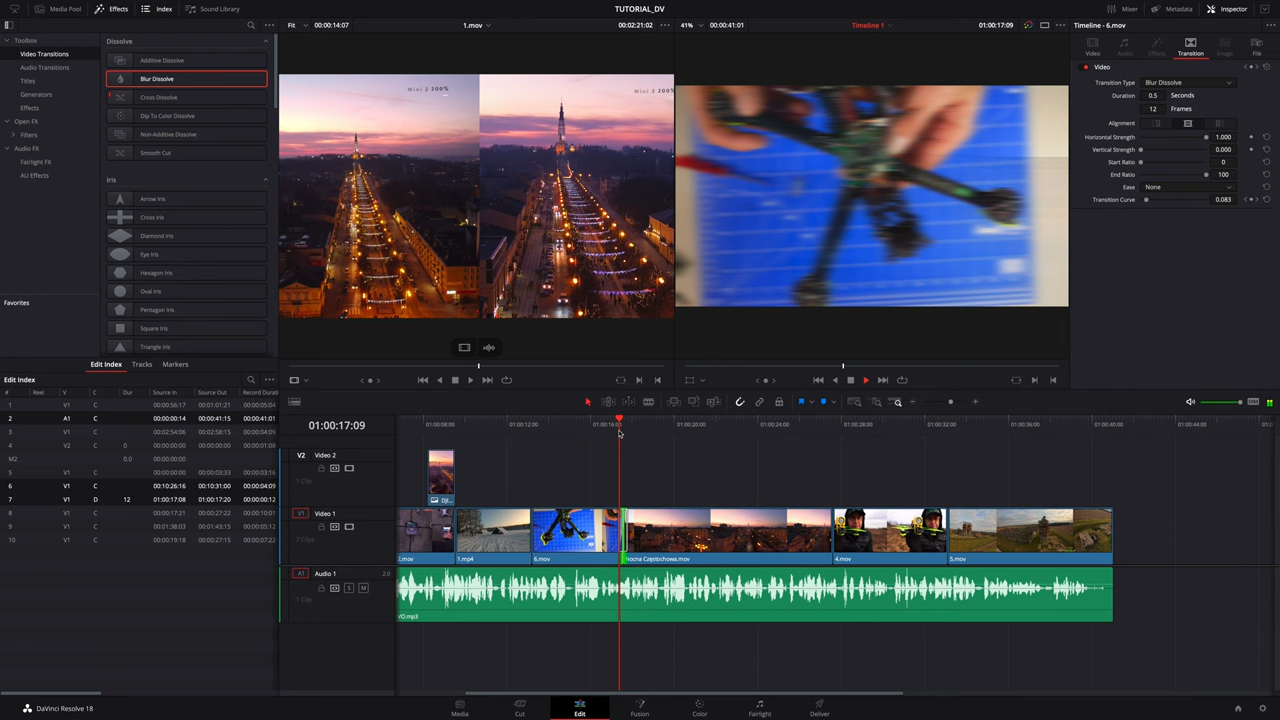 TUTORIAL_DV
Media Pool
Effects
Index
Sound Library
Mixer
Metadata
Inspector
Fit
00:00:14:07
1.mov
00:02:21:02
41%
00:00:41:01
Timeline 1
01:00:17:09
Timeline - 6.mov
Toolbox
Video Transitions
Audio Transitions
Titles
Generators
Effects
Open FX
Filters
Audio FX
Fairlight FX
AU Effects
Favorites
Dissolve
Additive Dissolve
Blur Dissolve
Cross Dissolve
Dip To Color Dissolve
Non-Additive Dissolve
Smooth Cut
Iris
Arrow Iris
Cross Iris
Diamond Iris
Eye Iris
Hexagon Iris
Oval Iris
Pentagon Iris
Square Iris
Triangle Iris
Mini 2 200%
Mini 3 200%
Video
Audio
Effects
Transition
Image
File
Video
Transition Type Blur Dissolve
Duration 0.5 Seconds
12 Frames
Alignment
Horizontal Strength 1.000
Vertical Strength 0.000
Start Ratio 0
End Ratio 100
Ease None
Transition Curve 0.083
Edit Index Tracks Markers
Edit Index
# Reel V C Dur Source In Source Out Record Duration
1 V1 C 00:00:56:17 00:01:01:21 00:00:05:04
2 A1 C 00:00:00:14 00:00:41:15 00:00:41:01
3 V1 C 00:02:54:06 00:02:58:15 00:00:04:09
4 V2 C 0 00:00:00:00 00:00:00:00 00:00:01:08
M2 0.0 00:00:00:00 00:00:00:00
5 V1 C 00:00:00:00 00:00:03:33 00:00:03:16
6 V1 C 00:10:26:16 00:10:31:00 00:00:04:09
7 V1 D 12 01:00:17:08 01:00:17:20 00:00:00:12
8 V1 C 00:00:17:21 00:00:27:22 00:00:10:01
9 V1 C 00:01:38:03 00:01:43:15 00:00:05:12
10 V1 C 00:00:19:18 00:00:27:15 00:00:07:22
01:00:17:09
01:00:08:00
01:00:12:00
01:00:16:00
01:00:20:00
01:00:24:00
01:00:28:00
01:00:32:00
01:00:36:00
01:00:40:00
01:00:44:00
DIM
V2 Video 2
1 Clip
V1 Video 1
7 Clips
2.mov
1.mp4
6.mov
Nocna Częstochowa.mov
4.mov
5.mov
A1 Audio 1 2.0
S M
1 Clip
VO.mp3
DaVinci Resolve 18
Media
Cut
Edit
Fusion
Color
Fairlight
Deliver